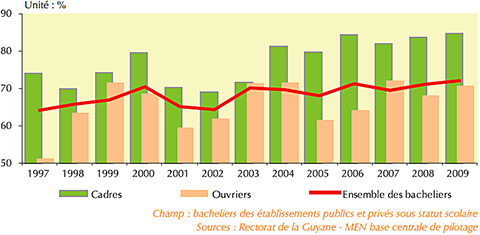 Unité : %
90
80
70
60
50
1997 1998 1999 2000 2001 2002 2003 2004 2005 2006 2007 2008 2009
Cadres Ouvriers Ensemble des bacheliers
Champ : bacheliers des établissements publics et privés sous statut scolaire
Sources : Rectorat de la Guyane - MEN base centrale de pilotage